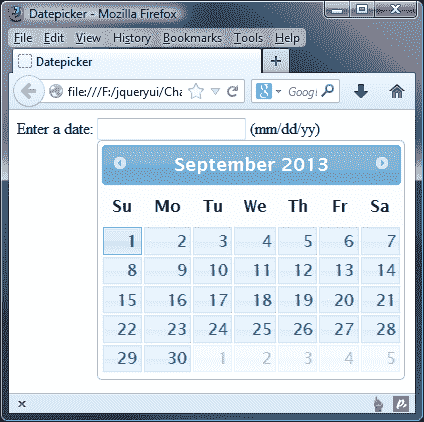 Datepicker - Mozilla Firefox
File Edit View History Bookmarks Tools Help
Datepicker
file:///F:/jqueryui/Cha
Googl
Enter a date: (mm/dd/yy)
September 2013
Su Mo Tu We Th Fr Sa
1 2 3 4 5 6 7
8 9 10 11 12 13 14
15 16 17 18 19 20 21
22 23 24 25 26 27 28
29 30 1 2 3 4 5
x